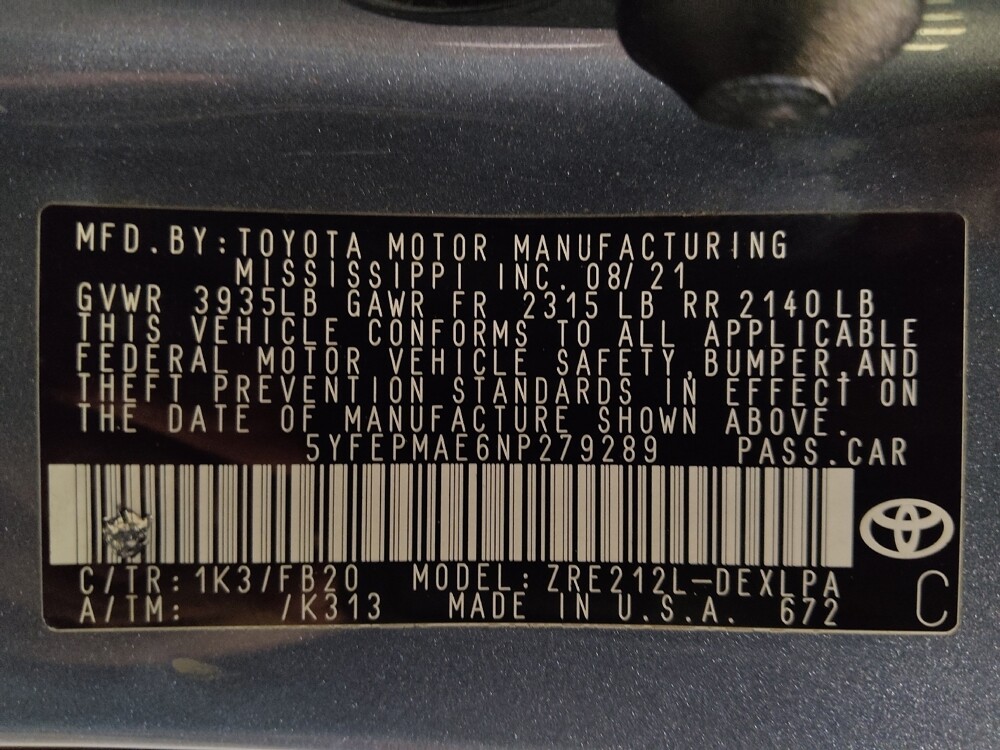 MFD.BY:TOYOTA MOTOR MANUFACTURING
MISSISSIPPI INC. 08/21
GVWR 3935LB GAWR FR 2315 LB RR 2140 LB
THIS VEHICLE CONFORMS TO ALL APPLICABLE
FEDERAL MOTOR VEHICLE SAFETY,BUMPER,AND
THEFT PREVENTION STANDARDS IN EFFECT ON
THE DATE OF MANUFACTURE SHOWN ABOVE.
5YFEPMAE6NP279289 PASS.CAR
C/TR: 1K3/FB20 MODEL: ZRE212L-DEXLPA
A/TM: /K313 MADE IN U.S.A. 672
C